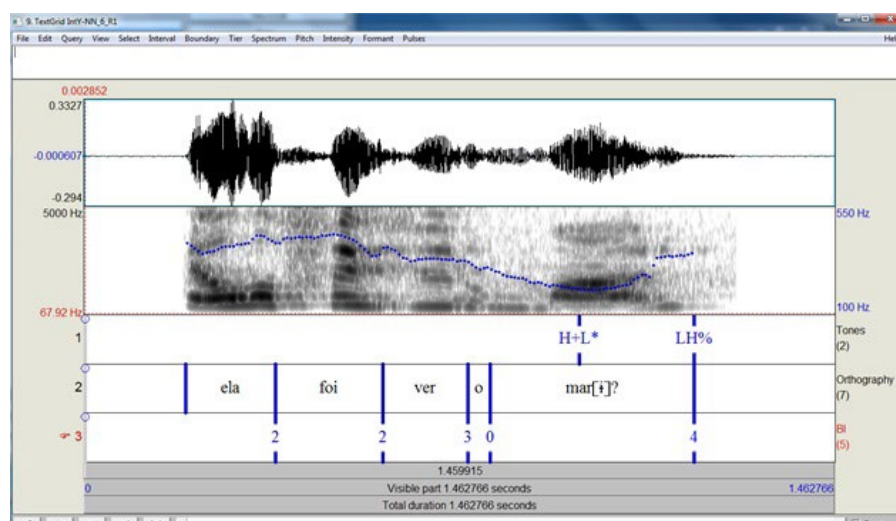 9. TextGrid IntY-NN_6_R1
File Edit Query View Select Interval Boundary Tier Spectrum Pitch Intensity Formant Pulses Hel
0.002852
0.3327
-0.000607
-0.294
5000 Hz 550 Hz
67.92 Hz 100 Hz
1 H+L* LH% Tones (2)
2 ela foi ver o mar[ɨ]? Orthography (7)
3 2 2 3 0 4 BI (5)
1.459915
0 Visible part 1.462766 seconds 1.462766
Total duration 1.462766 seconds